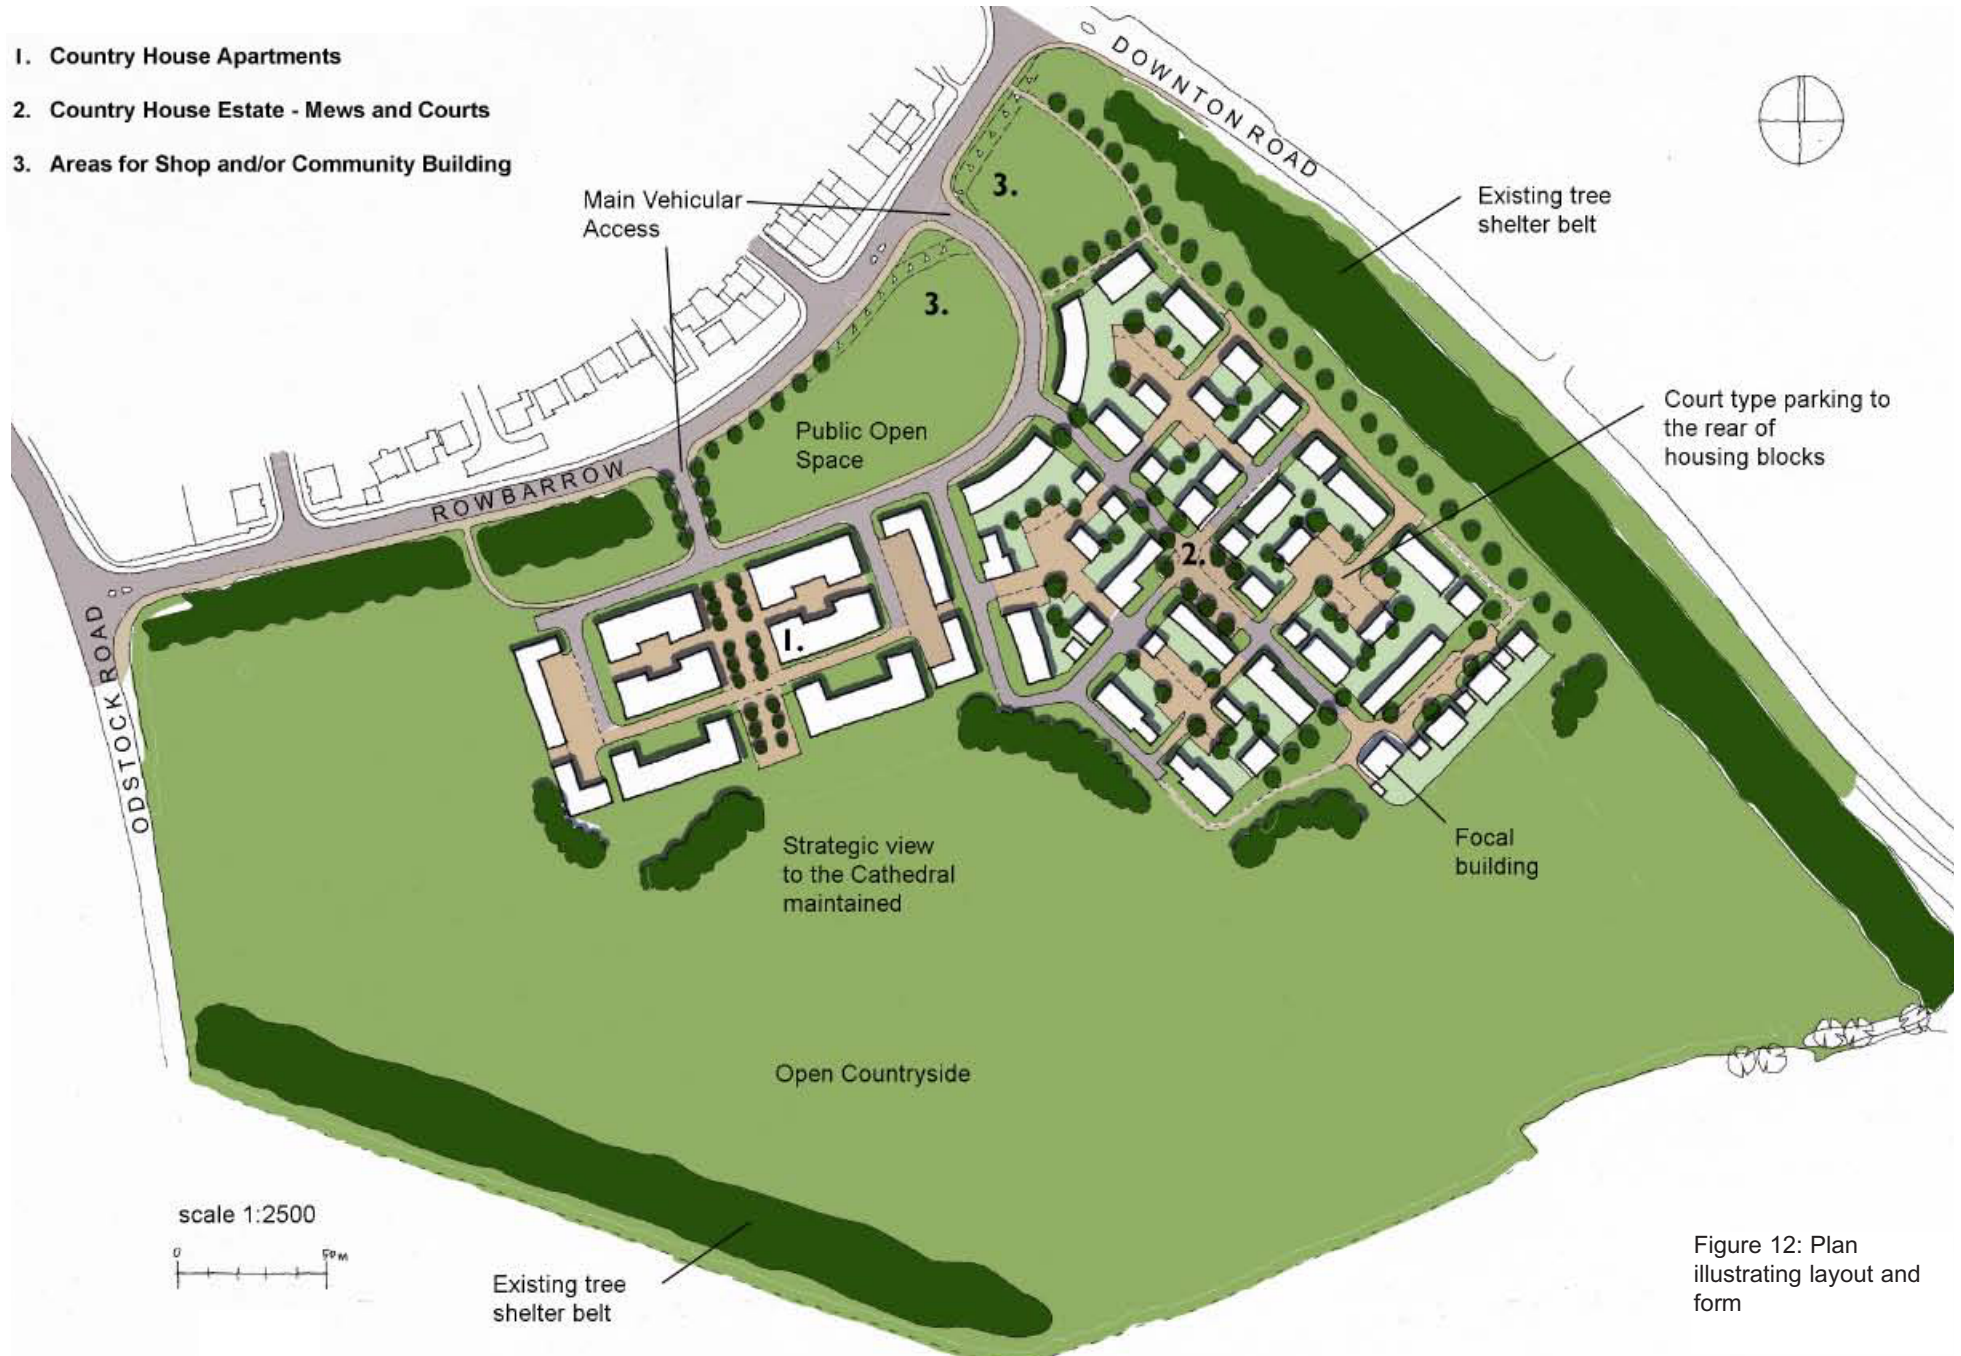 1. Country House Apartments
2. Country House Estate - Mews and Courts
3. Areas for Shop and/or Community Building
DOWNTON ROAD
Main Vehicular
Access
3.
Existing tree
shelter belt
3.
Court type parking to
the rear of
housing blocks
Public Open
Space
ROWBARROW
2.
1.
ODSTOCK ROAD
Strategic view
to the Cathedral
maintained
Focal
building
Open Countryside
scale 1:2500
0 50M
Existing tree
shelter belt
Figure 12: Plan
illustrating layout and
form